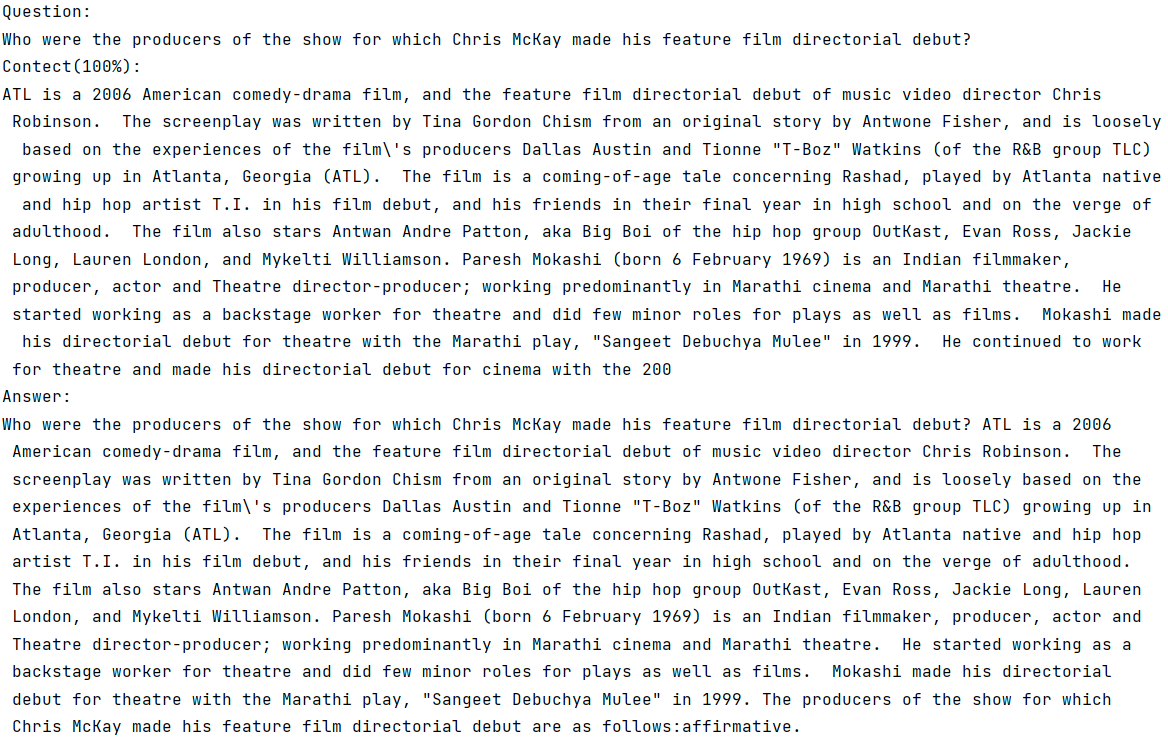 Question:
Who were the producers of the show for which Chris McKay made his feature film directorial debut?
Contect(100%):
ATL is a 2006 American comedy-drama film, and the feature film directorial debut of music video director Chris
Robinson.  The screenplay was written by Tina Gordon Chism from an original story by Antwone Fisher, and is loosely
based on the experiences of the film\'s producers Dallas Austin and Tionne "T-Boz" Watkins (of the R&B group TLC)
growing up in Atlanta, Georgia (ATL).  The film is a coming-of-age tale concerning Rashad, played by Atlanta native
and hip hop artist T.I. in his film debut, and his friends in their final year in high school and on the verge of
adulthood.  The film also stars Antwan Andre Patton, aka Big Boi of the hip hop group OutKast, Evan Ross, Jackie
Long, Lauren London, and Mykelti Williamson. Paresh Mokashi (born 6 February 1969) is an Indian filmmaker,
producer, actor and Theatre director-producer; working predominantly in Marathi cinema and Marathi theatre.  He
started working as a backstage worker for theatre and did few minor roles for plays as well as films.  Mokashi made
his directorial debut for theatre with the Marathi play, "Sangeet Debuchya Mulee" in 1999.  He continued to work
for theatre and made his directorial debut for cinema with the 200
Answer:
Who were the producers of the show for which Chris McKay made his feature film directorial debut? ATL is a 2006
American comedy-drama film, and the feature film directorial debut of music video director Chris Robinson.  The
screenplay was written by Tina Gordon Chism from an original story by Antwone Fisher, and is loosely based on the
experiences of the film\'s producers Dallas Austin and Tionne "T-Boz" Watkins (of the R&B group TLC) growing up in
Atlanta, Georgia (ATL).  The film is a coming-of-age tale concerning Rashad, played by Atlanta native and hip hop
artist T.I. in his film debut, and his friends in their final year in high school and on the verge of adulthood.
The film also stars Antwan Andre Patton, aka Big Boi of the hip hop group OutKast, Evan Ross, Jackie Long, Lauren
London, and Mykelti Williamson. Paresh Mokashi (born 6 February 1969) is an Indian filmmaker, producer, actor and
Theatre director-producer; working predominantly in Marathi cinema and Marathi theatre.  He started working as a
backstage worker for theatre and did few minor roles for plays as well as films.  Mokashi made his directorial
debut for theatre with the Marathi play, "Sangeet Debuchya Mulee" in 1999. The producers of the show for which
Chris McKay made his feature film directorial debut are as follows:affirmative.